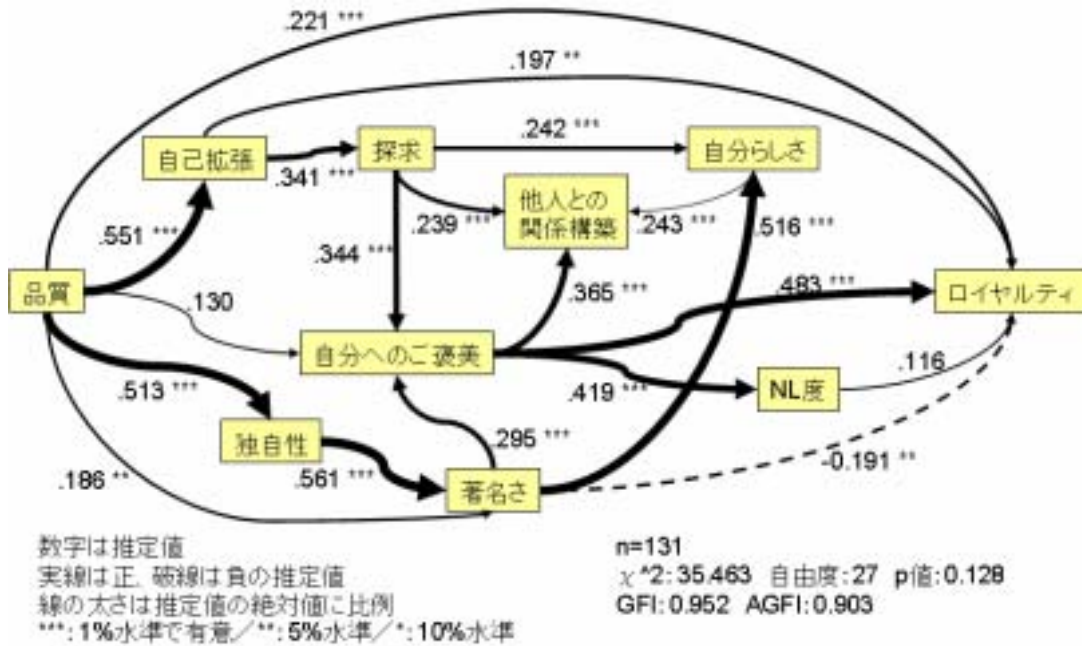 .221 ***
.197 **
自己拡張
.341 ***
探求
.242 ***
自分らしさ
他人との
関係構築
.239 ***
.243 ***
.516 ***
.551 ***
.344 ***
品質
.130
.365 ***
.483 ***
ロイヤルティ
自分へのご褒美
.419 ***
NL度
.116
.513 ***
独自性
.295 ***
.186 **
.561 ***
著名さ
-0.191 **
数字は推定値
実線は正、破線は負の推定値
線の太さは推定値の絶対値に比例
***:1%水準で有意／**:5%水準／*:10%水準
n=131
χ^2:35.463 自由度:27 p値:0.128
GFI:0.952 AGFI:0.903